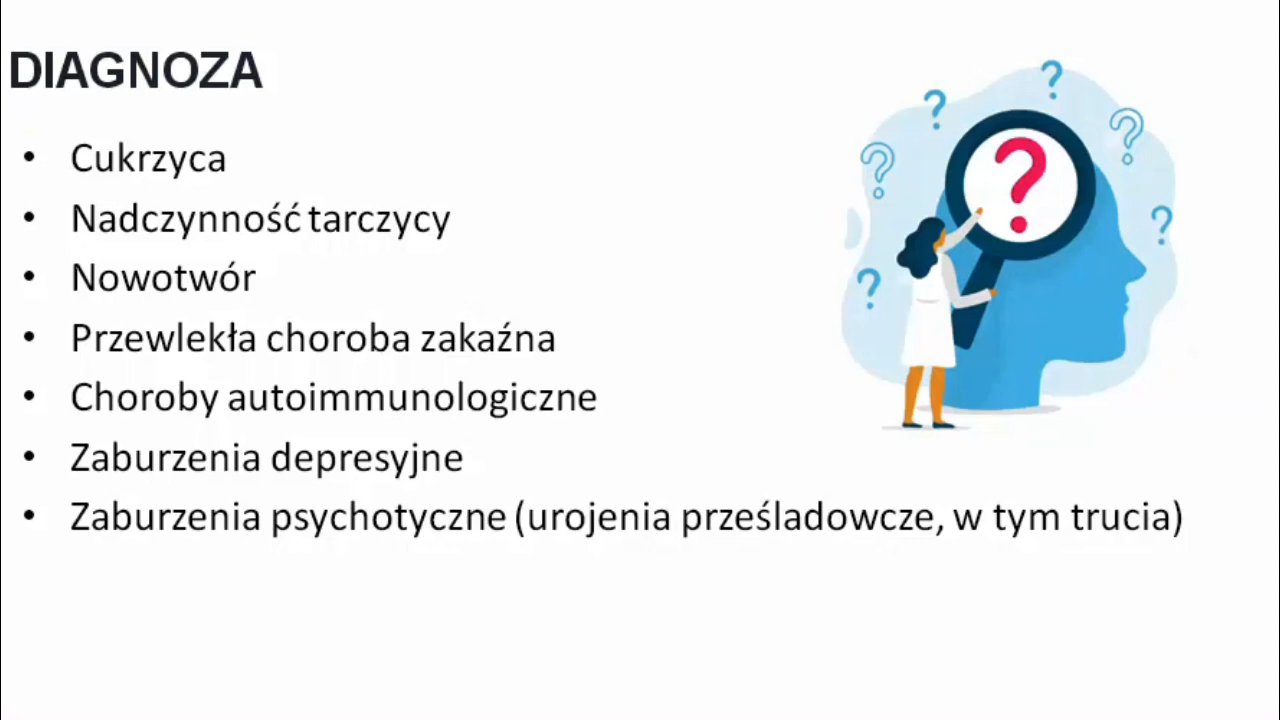 DIAGNOZA
• Cukrzyca
• Nadczynność tarczycy
• Nowotwór
• Przewlekła choroba zakaźna
• Choroby autoimmunologiczne
• Zaburzenia depresyjne
• Zaburzenia psychotyczne (urojenia prześladowcze, w tym trucia)